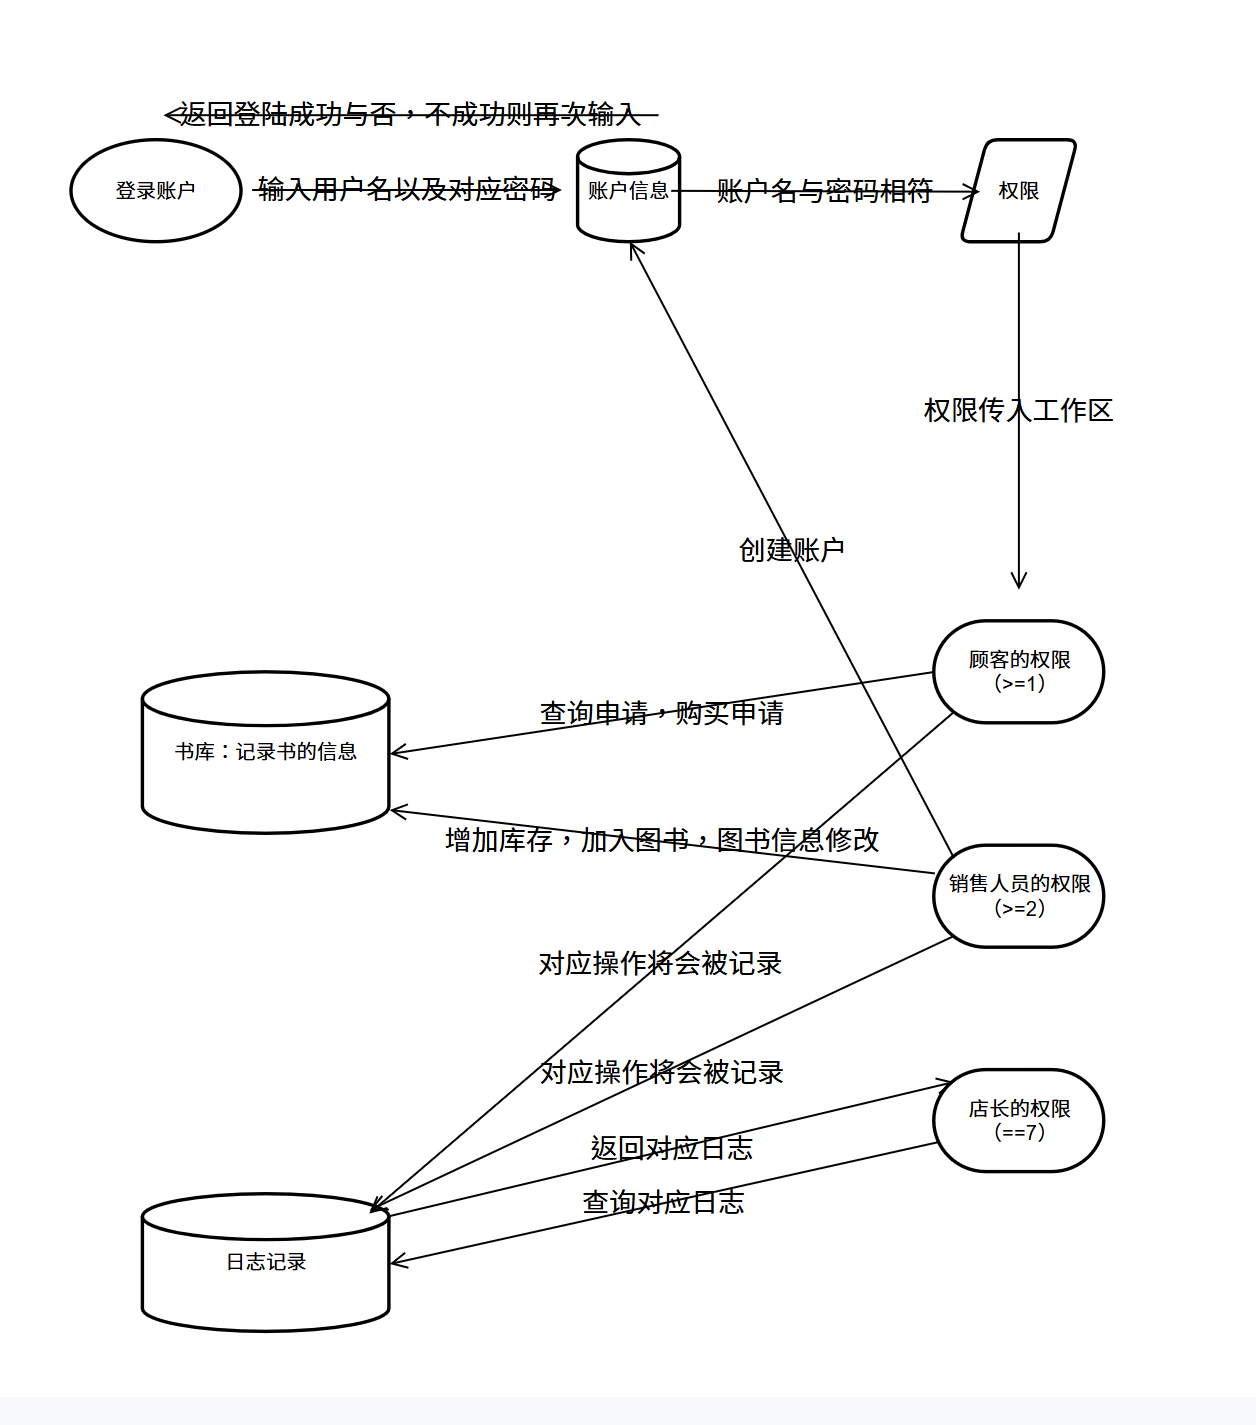 返回登陆成功与否，不成功则再次输入
登录账户
输入用户名以及对应密码
账户信息
账户名与密码相符
权限
权限传入工作区
创建账户
顾客的权限
（>=1）
查询申请，购买申请
书库：记录书的信息
增加库存，加入图书，图书信息修改
销售人员的权限
（>=2）
对应操作将会被记录
对应操作将会被记录
店长的权限
（==7）
返回对应日志
查询对应日志
日志记录